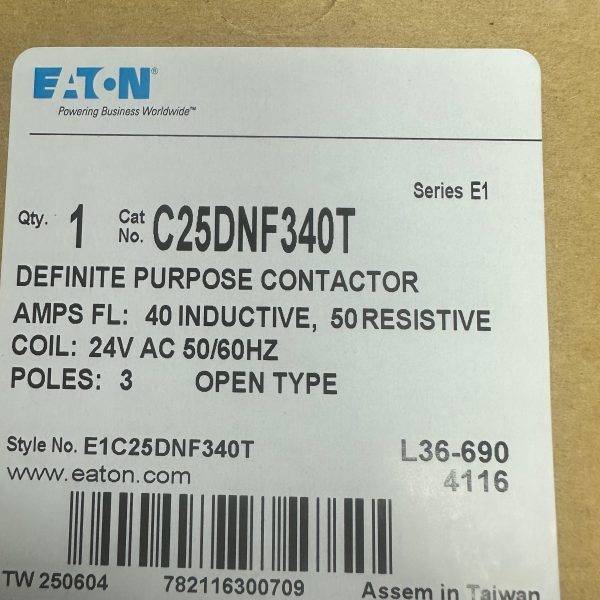 EATON®
Powering Business Worldwide™
Series E1
Qty. 1 Cat No. C25DNF340T
DEFINITE PURPOSE CONTACTOR
AMPS FL: 40 INDUCTIVE, 50 RESISTIVE
COIL: 24V AC 50/60HZ
POLES: 3 OPEN TYPE
Style No. E1C25DNF340T L36-690
www.eaton.com 4116
TW 250604 782116300709 Assem in Taiwan